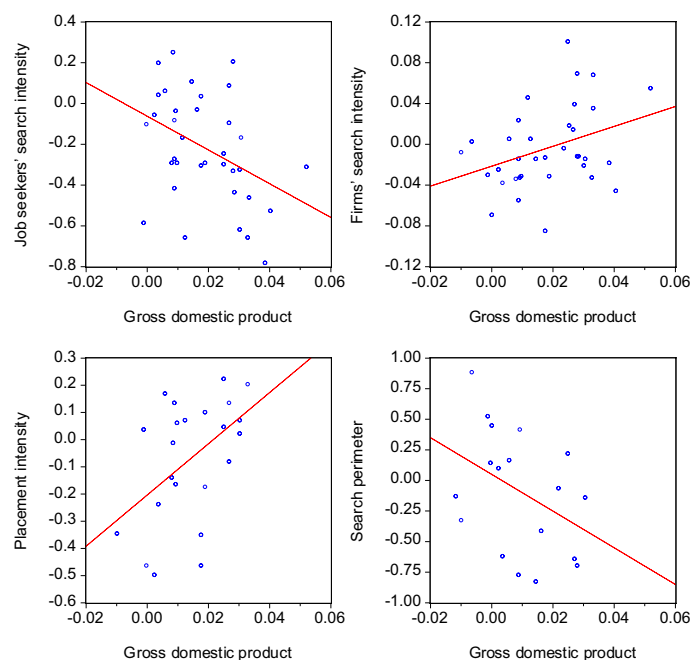 0.4
0.2
0.0
-0.2
-0.4
-0.6
-0.8
-0.02 0.00 0.02 0.04 0.06
Job seekers' search intensity
Gross domestic product
0.12
0.08
0.04
0.00
-0.04
-0.08
-0.12
-0.02 0.00 0.02 0.04 0.06
Firms' search intensity
Gross domestic product
0.3
0.2
0.1
0.0
-0.1
-0.2
-0.3
-0.4
-0.5
-0.6
-0.02 0.00 0.02 0.04 0.06
Placement intensity
Gross domestic product
1.00
0.75
0.50
0.25
0.00
-0.25
-0.50
-0.75
-1.00
-0.02 0.00 0.02 0.04 0.06
Search perimeter
Gross domestic product